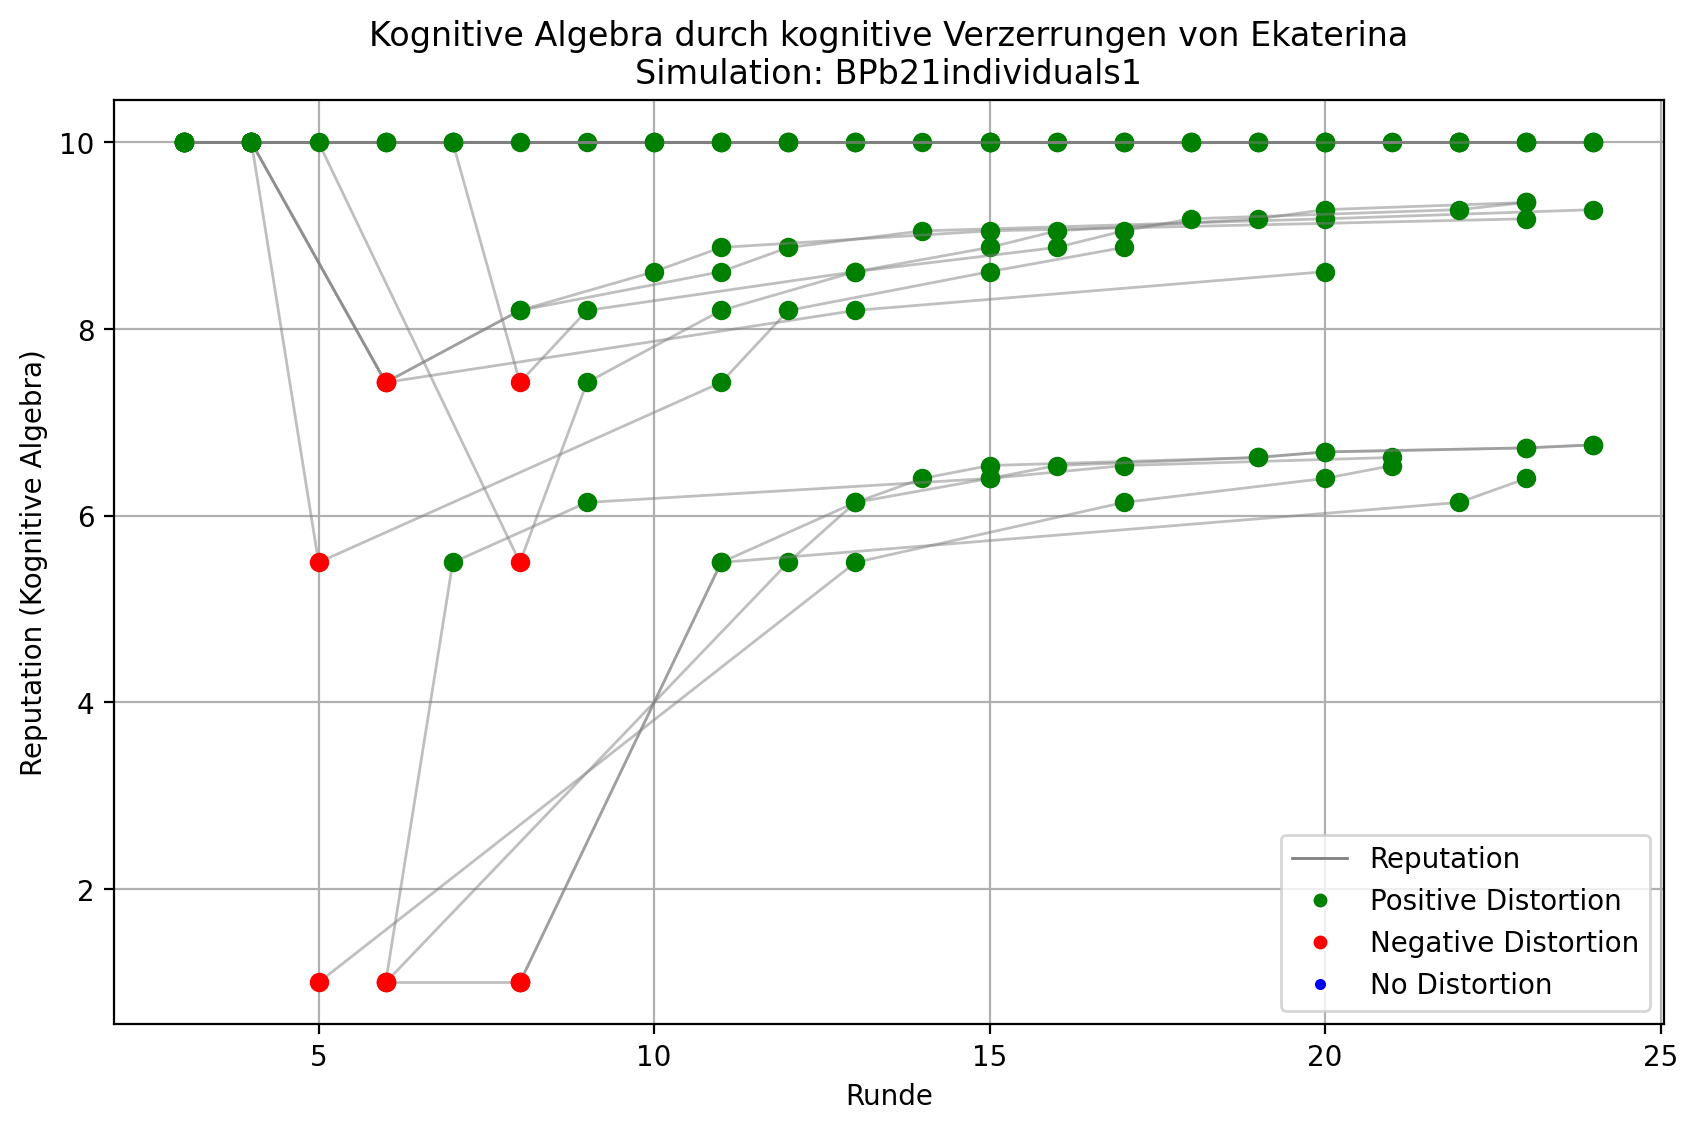 Kognitive Algebra durch kognitive Verzerrungen von Ekaterina
Simulation: BPb21individuals1
Reputation (Kognitive Algebra)
10
8
6
4
2
Reputation
Positive Distortion
Negative Distortion
No Distortion
5
10
15
20
25
Runde